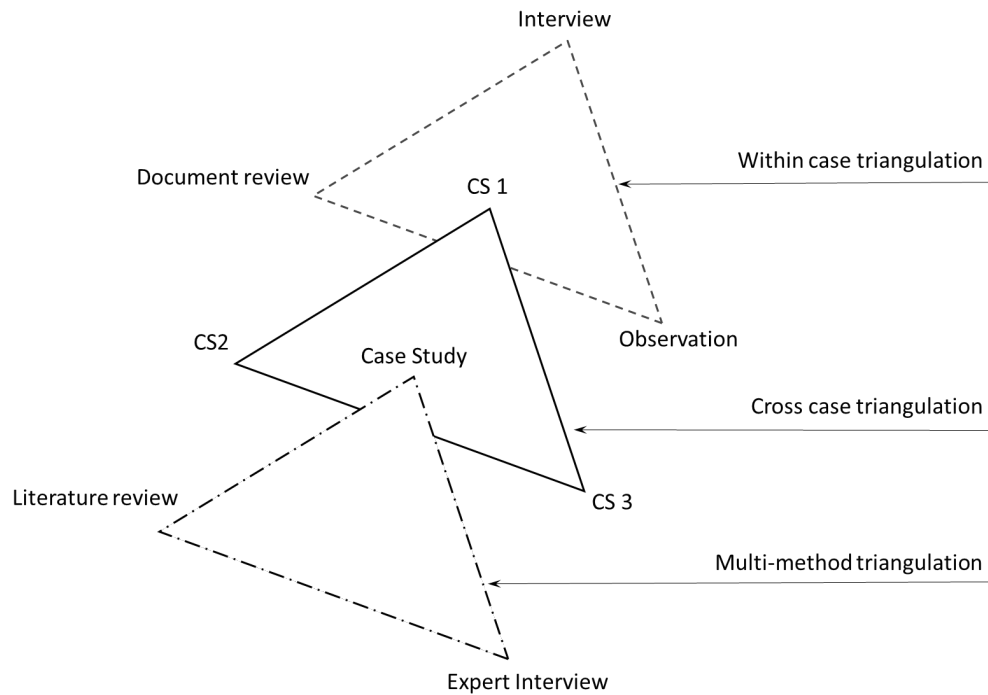 Interview
Within case triangulation
Document review
CS 1
Observation
CS2
Case Study
Cross case triangulation
Literature review
CS 3
Multi-method triangulation
Expert Interview